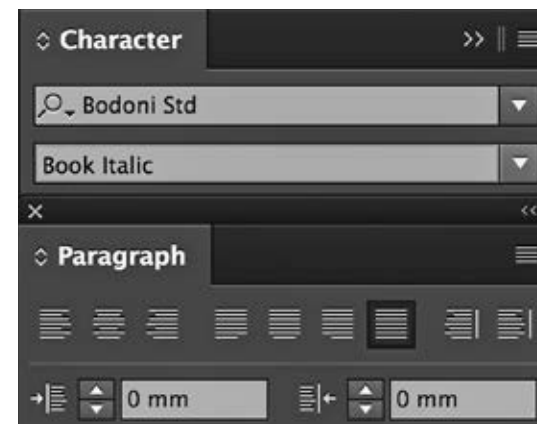 Character
Bodoni Std
Book Italic
Paragraph
0 mm
0 mm